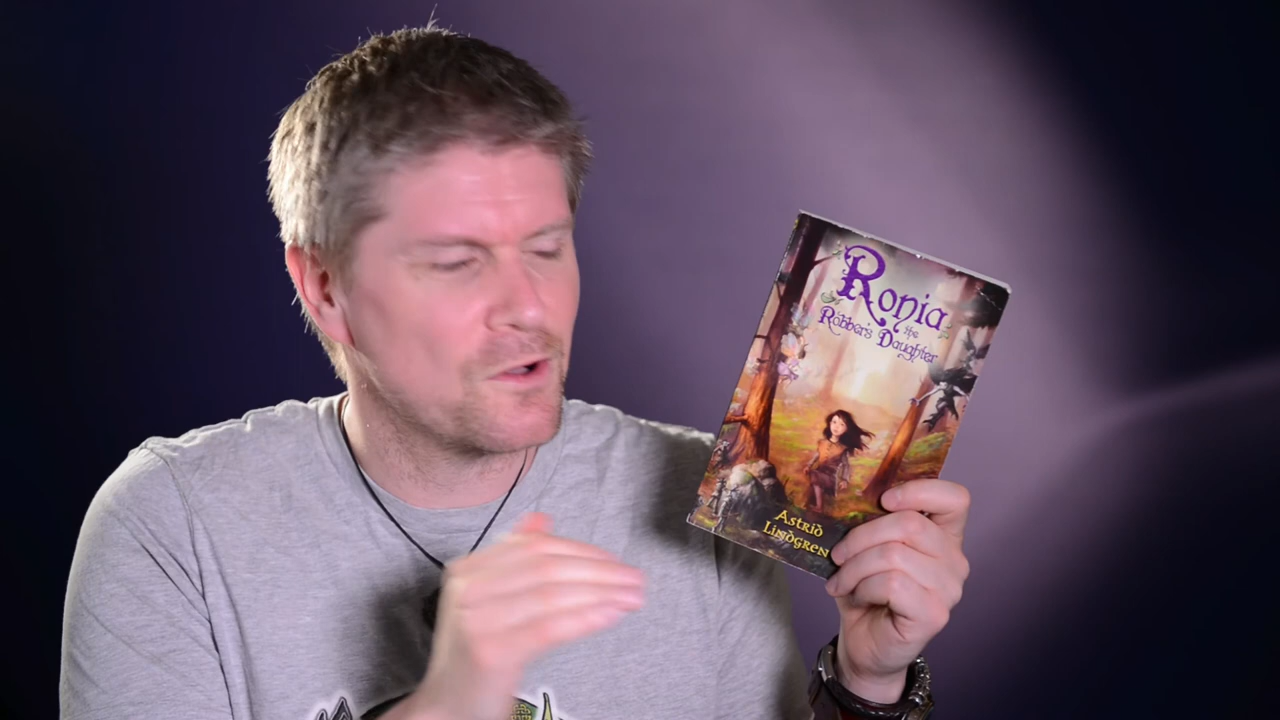 Ronia
the
Robber's Daughter
Astrid
Lindgren